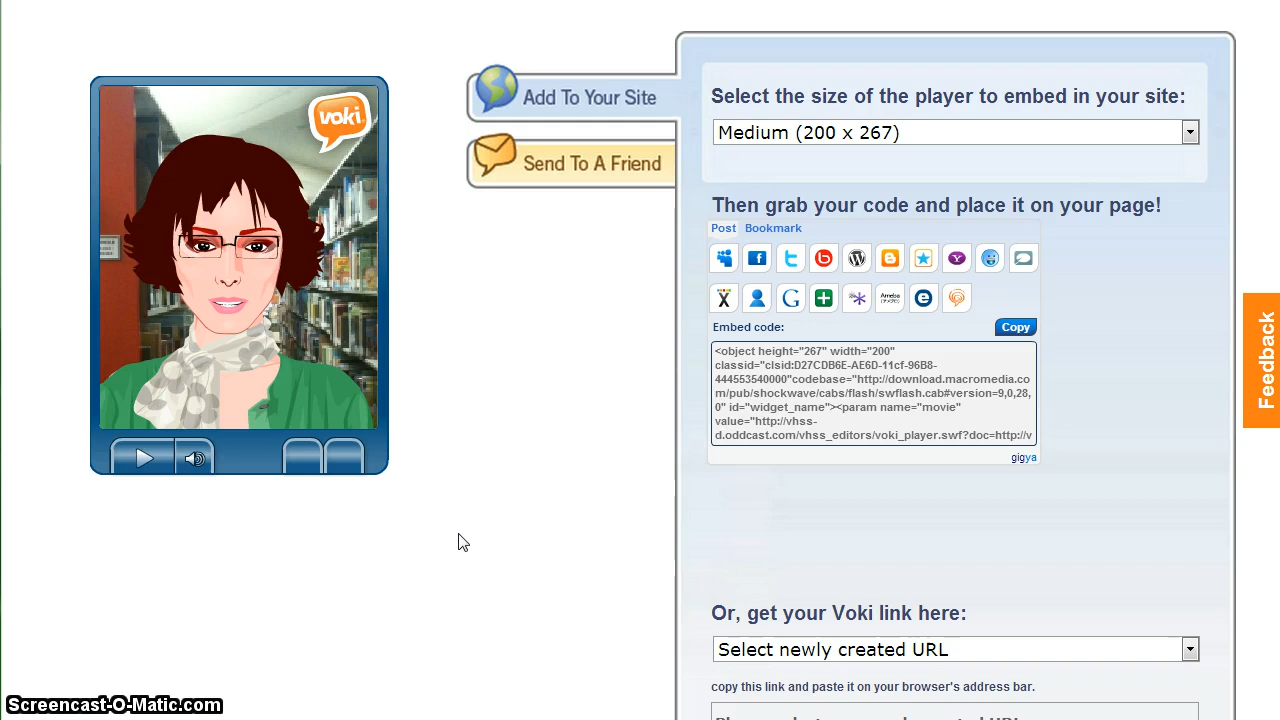 voki
Add To Your Site
Send To A Friend
Select the size of the player to embed in your site:
Medium (200 x 267)
Then grab your code and place it on your page!
Post Bookmark
Embed code:
Copy
<object height="267" width="200"
classid="clsid:D27CDB6E-AE6D-11cf-96B8-
444553540000"codebase="http://download.macromedia.co
m/pub/shockwave/cabs/flash/swflash.cab#version=9,0,28,
0" id="widget_name"><param name="movie"
value="http://vhss-
d.oddcast.com/vhss_editors/voki_player.swf?doc=http://v
gigya
Feedback
Or, get your Voki link here:
Select newly created URL
copy this link and paste it on your browser's address bar.
Screencast-O-Matic.com